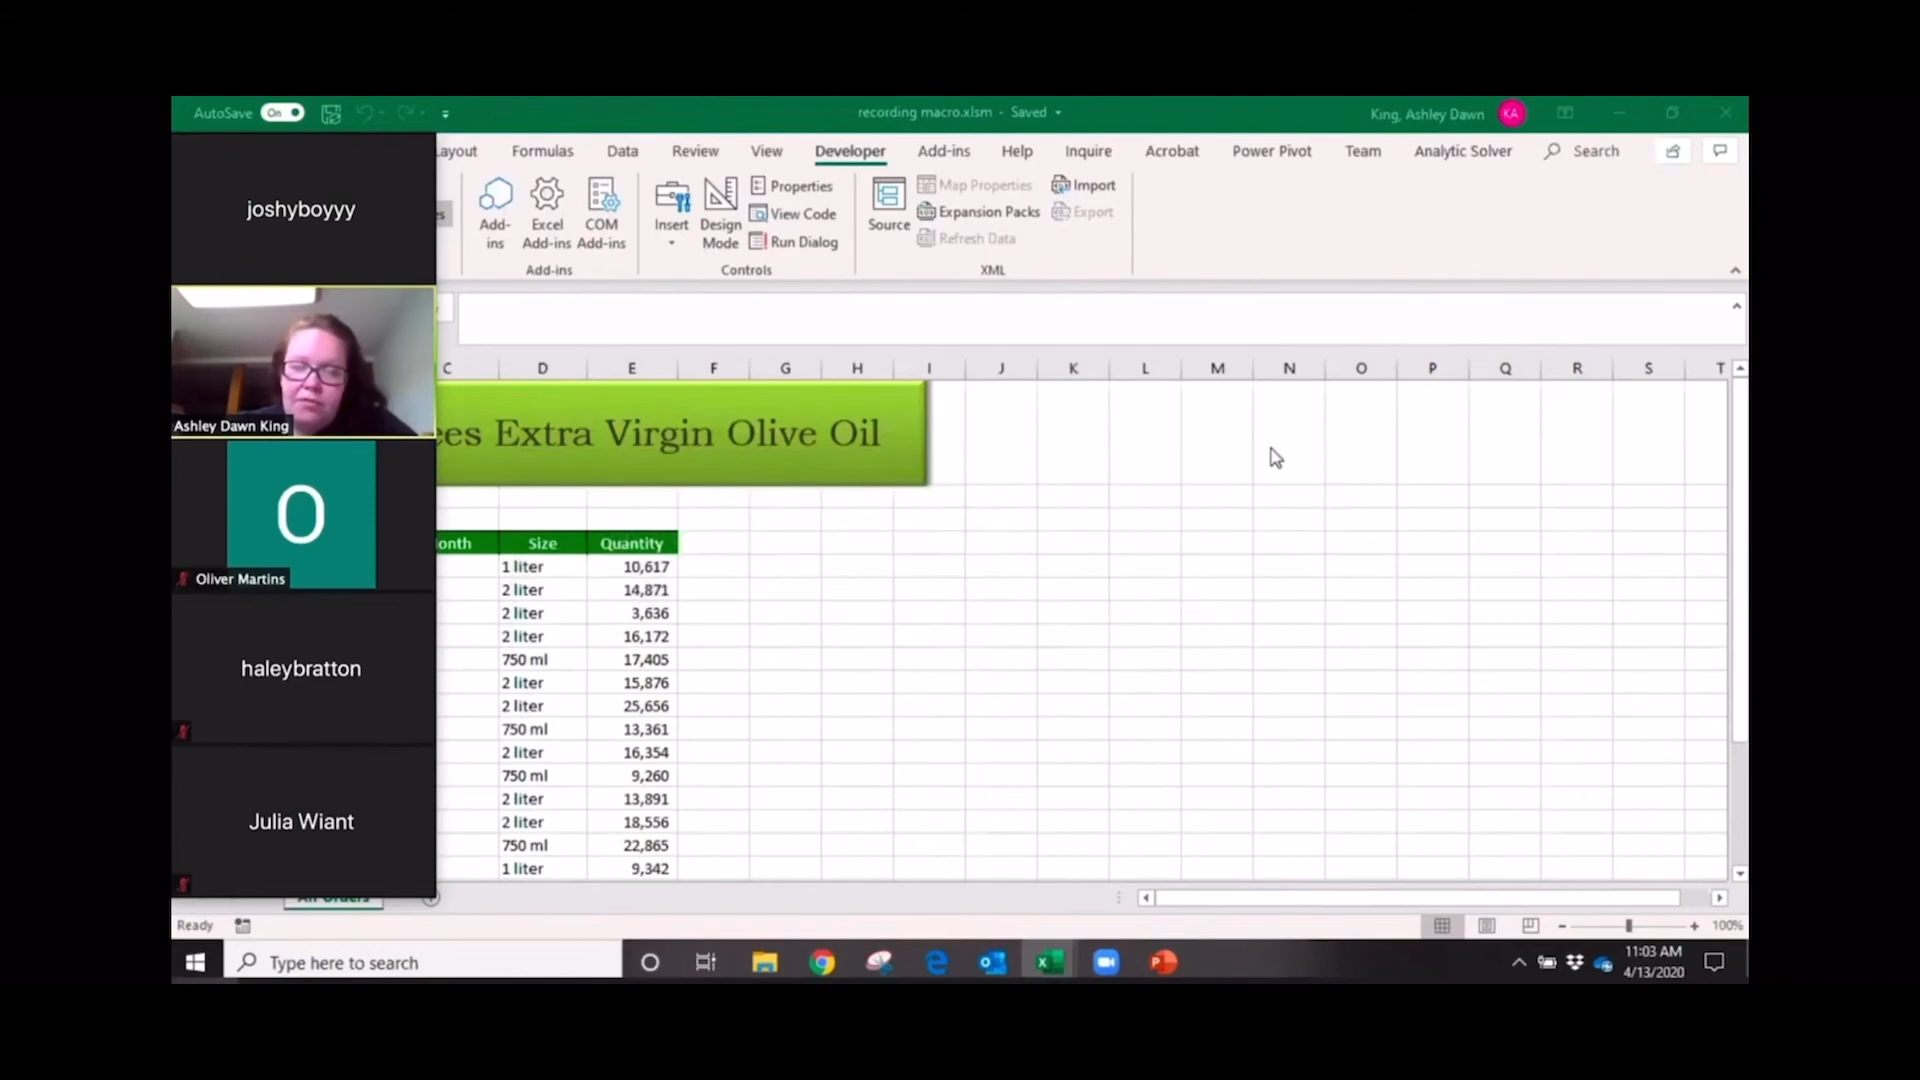 AutoSave On
recording macro.xlsm - Saved
King, Ashley Dawn KA
ayout Formulas Data Review View Developer Add-ins Help Inquire Acrobat Power Pivot Team Analytic Solver Search
Add-ins
Excel Add-ins
COM Add-ins
Add-ins
Insert
Design Mode
Properties
View Code
Run Dialog
Controls
Source
Map Properties
Expansion Packs
Refresh Data
Import
Export
XML
joshyboyyy
Ashley Dawn King
O
Oliver Martins
haleybratton
Julia Wiant
C D E F G H I J K L M N O P Q R S T
ees Extra Virgin Olive Oil
onth Size Quantity
1 liter 10,617
2 liter 14,871
2 liter 3,636
2 liter 16,172
750 ml 17,405
2 liter 15,876
2 liter 25,656
750 ml 13,361
2 liter 16,354
750 ml 9,260
2 liter 13,891
2 liter 18,556
750 ml 22,865
1 liter 9,342
All Orders
Ready
100%
Type here to search
11:03 AM
4/13/2020